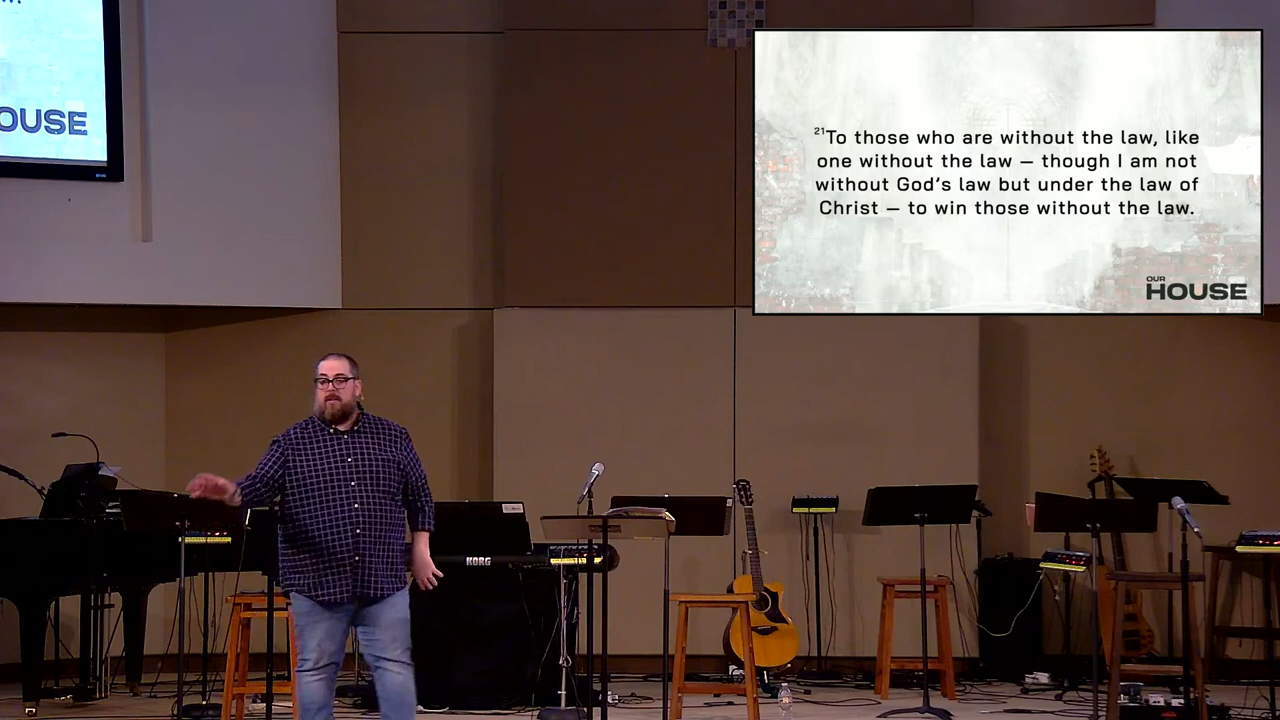 OUSE
²¹To those who are without the law, like
one without the law – though I am not
without God's law but under the law of
Christ – to win those without the law.
OUR
HOUSE
KORG